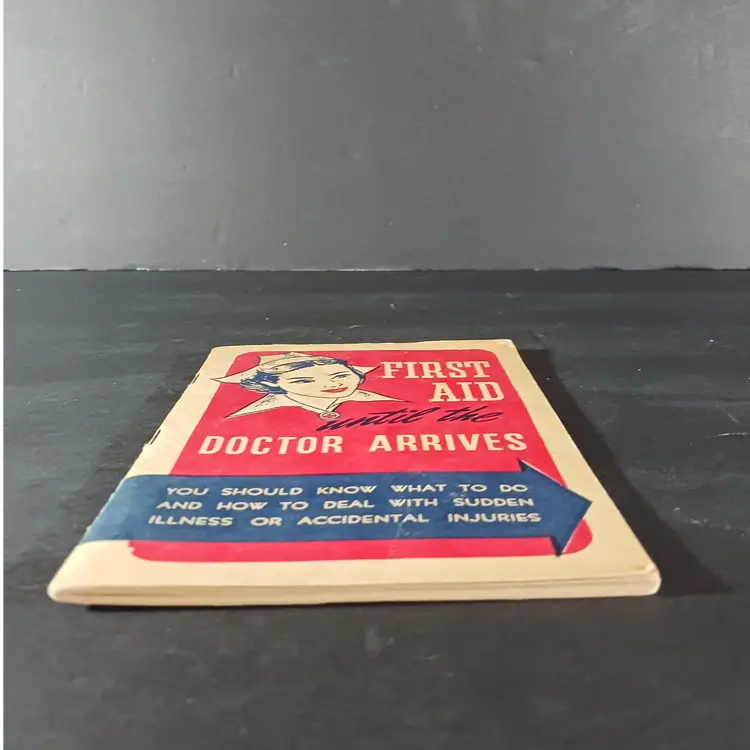 FIRST
AID
until the
DOCTOR ARRIVES
YOU SHOULD KNOW WHAT TO DO
AND HOW TO DEAL WITH SUDDEN
ILLNESS OR ACCIDENTAL INJURIES